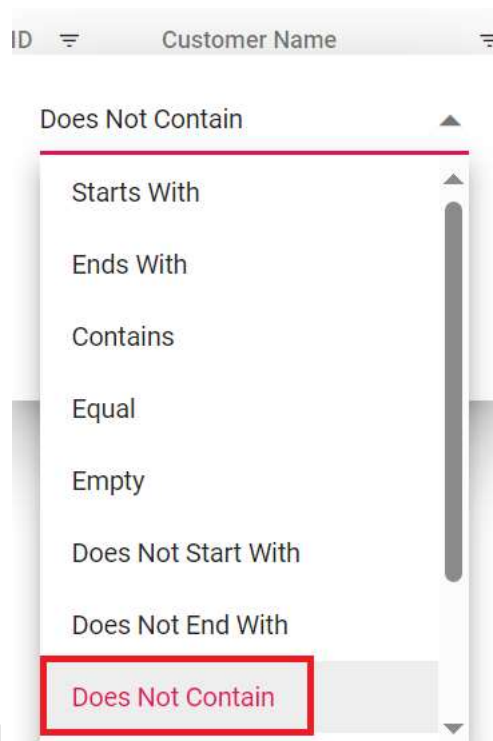 ID Customer Name
Does Not Contain
Starts With
Ends With
Contains
Equal
Empty
Does Not Start With
Does Not End With
Does Not Contain